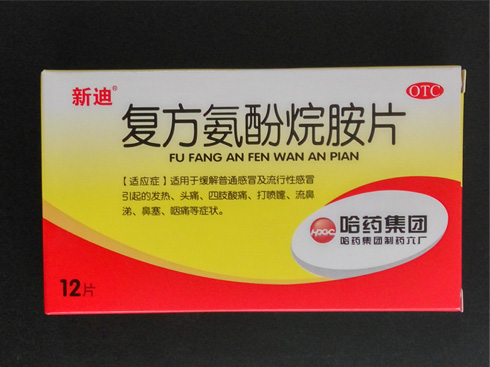 新迪®
OTC
复方氨酚烷胺片
FU FANG AN FEN WAN AN PIAN
【适应症】适用于缓解普通感冒及流行性感冒
引起的发热、头痛、四肢酸痛、打喷嚏、流鼻
涕、鼻塞、咽痛等症状。
HPGC
哈药集团
哈药集团制药六厂
12片